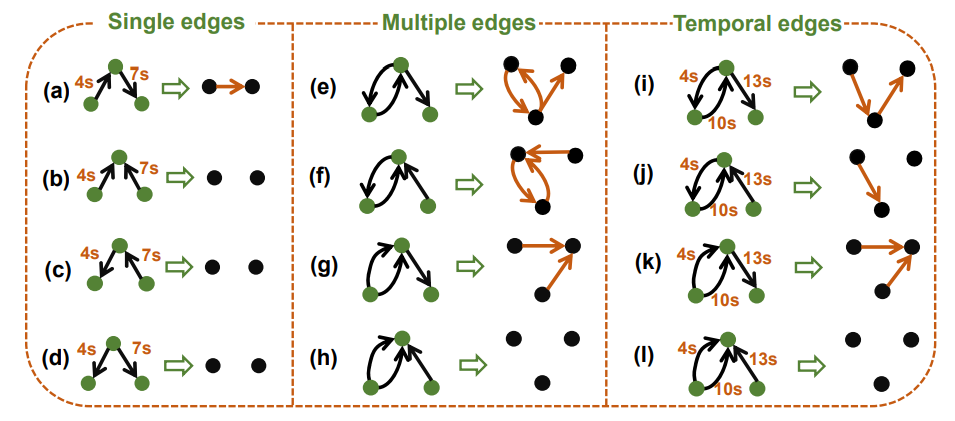 Single edges
Multiple edges
Temporal edges
(a) 4s 7s
(e)
(i) 4s 13s 10s
(b) 4s 7s
(f)
(j) 4s 13s 10s
(c) 4s 7s
(g)
(k) 4s 13s 10s
(d) 4s 7s
(h)
(l) 4s 13s 10s